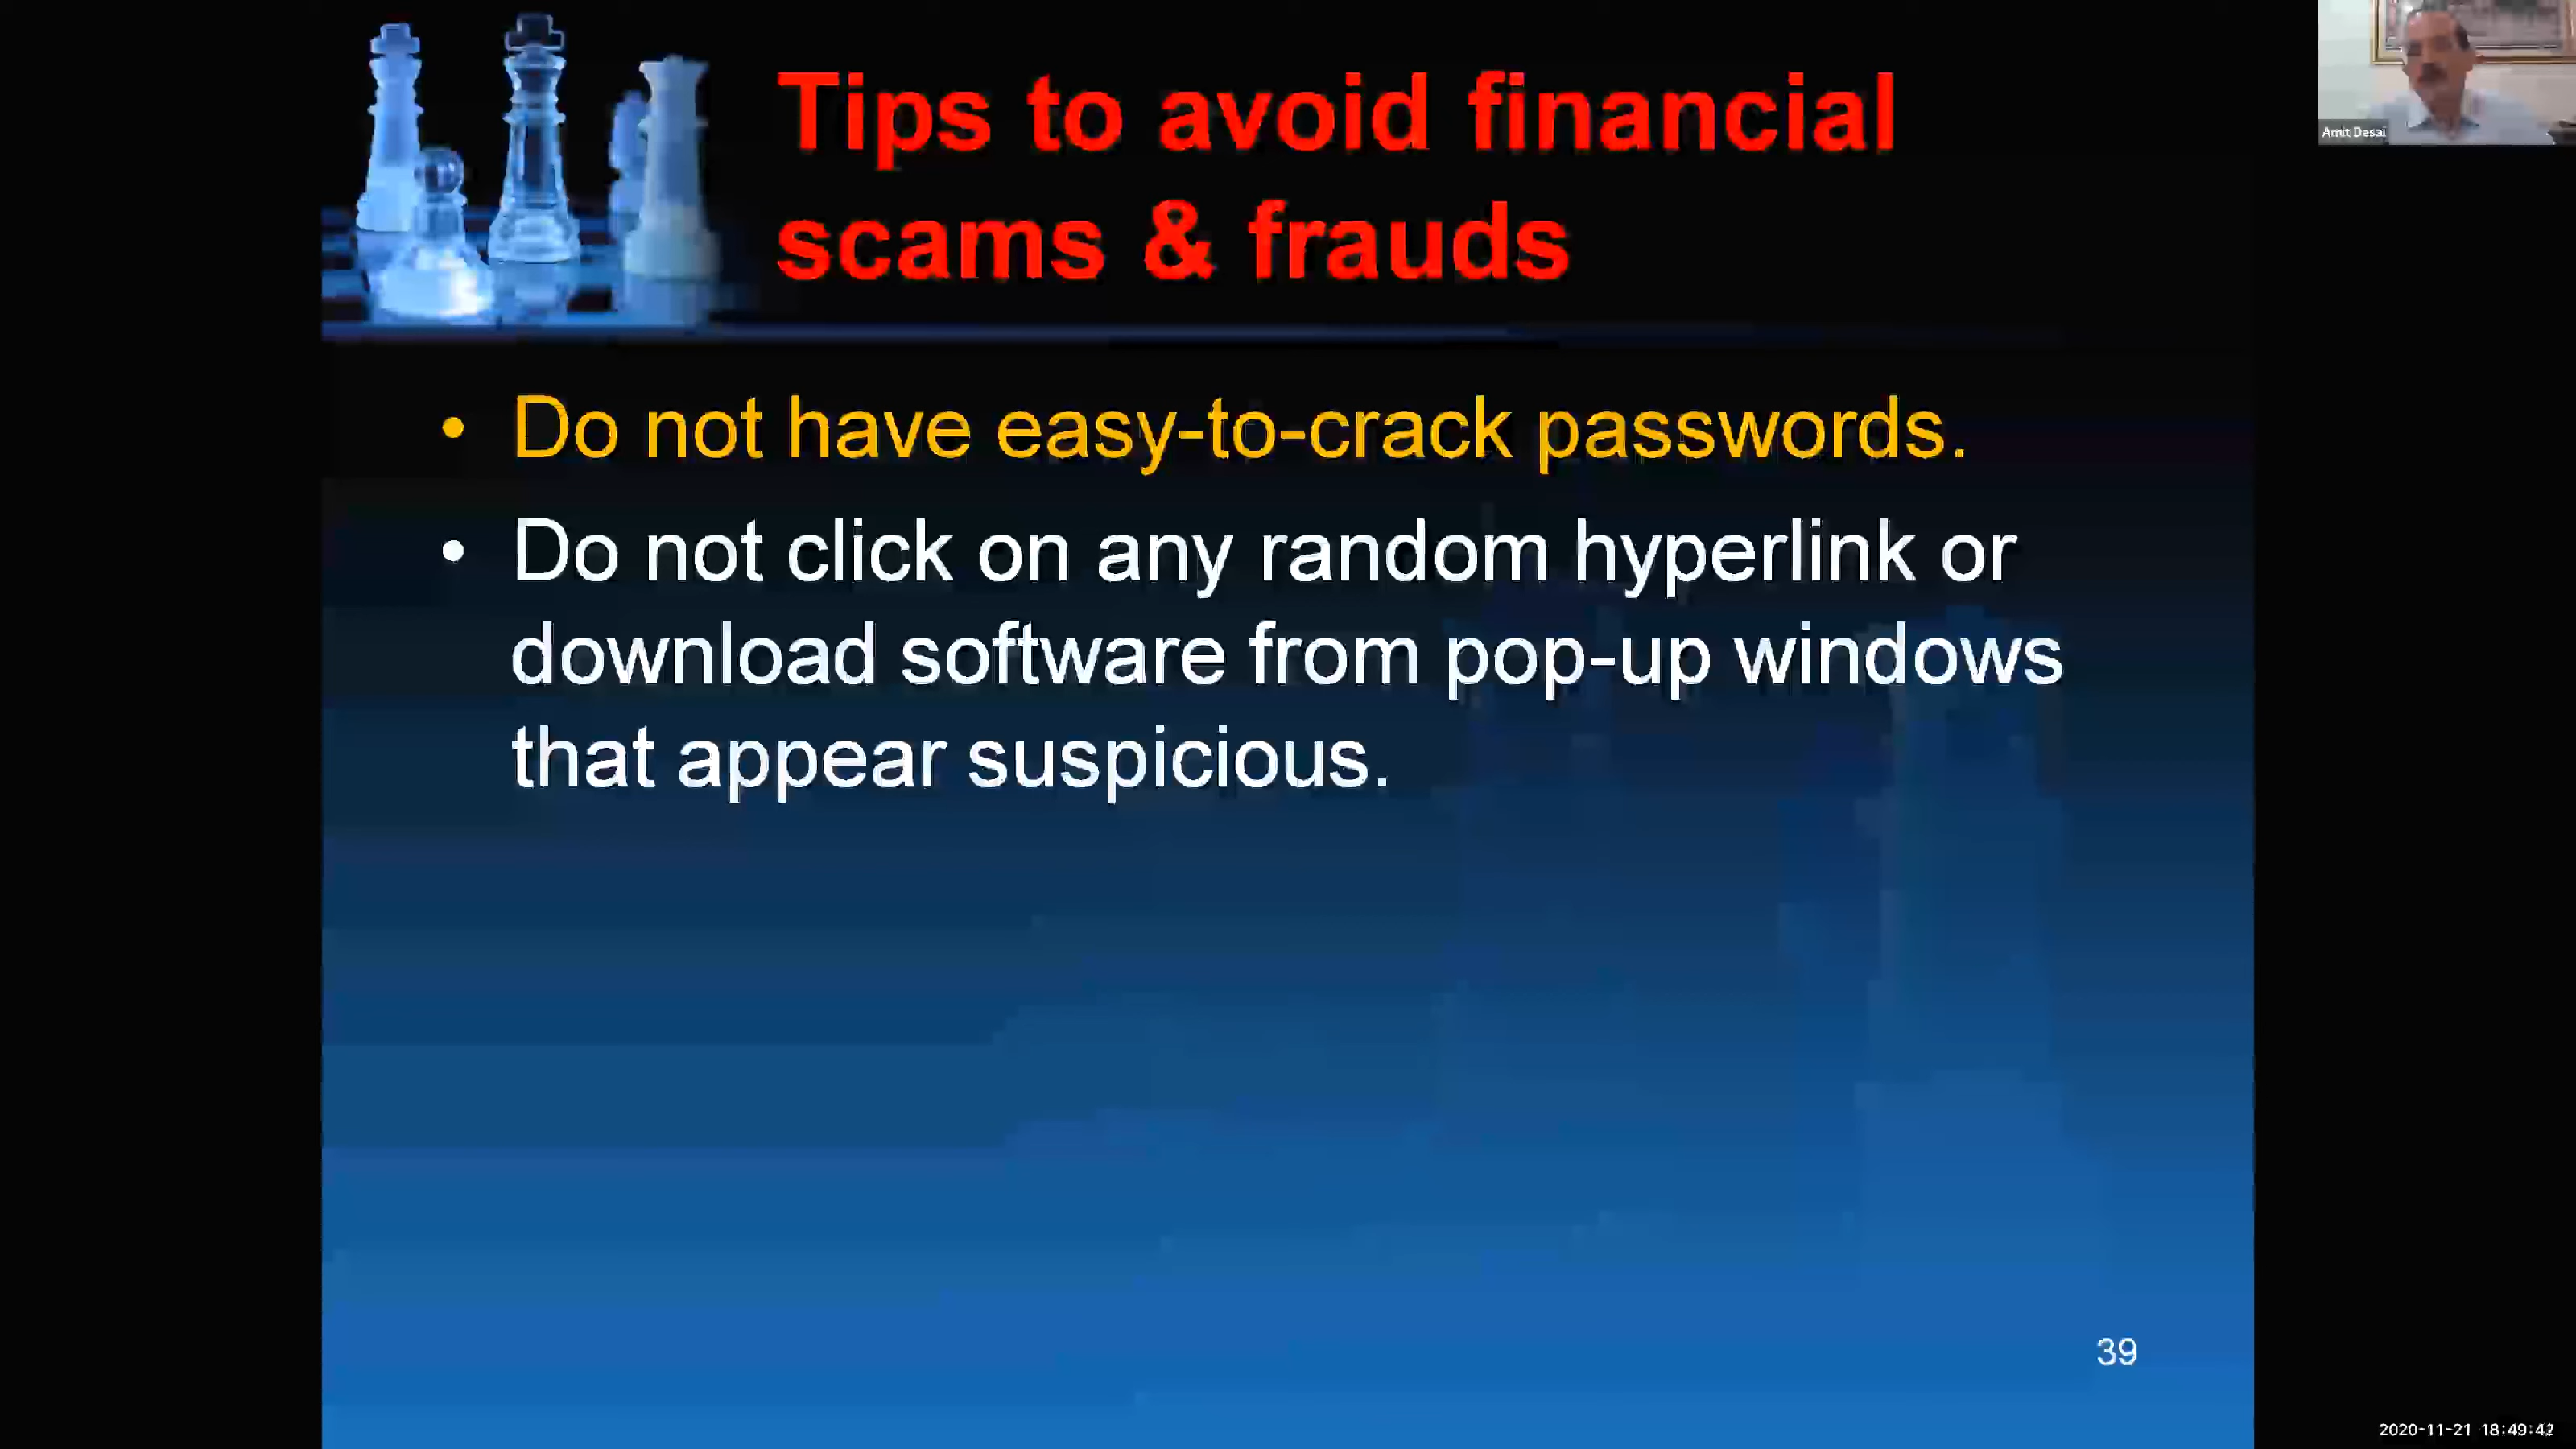 Tips to avoid financial
scams & frauds
Amit Desai
• Do not have easy-to-crack passwords.
• Do not click on any random hyperlink or
download software from pop-up windows
that appear suspicious.
39
2020-11-21 18:49:42